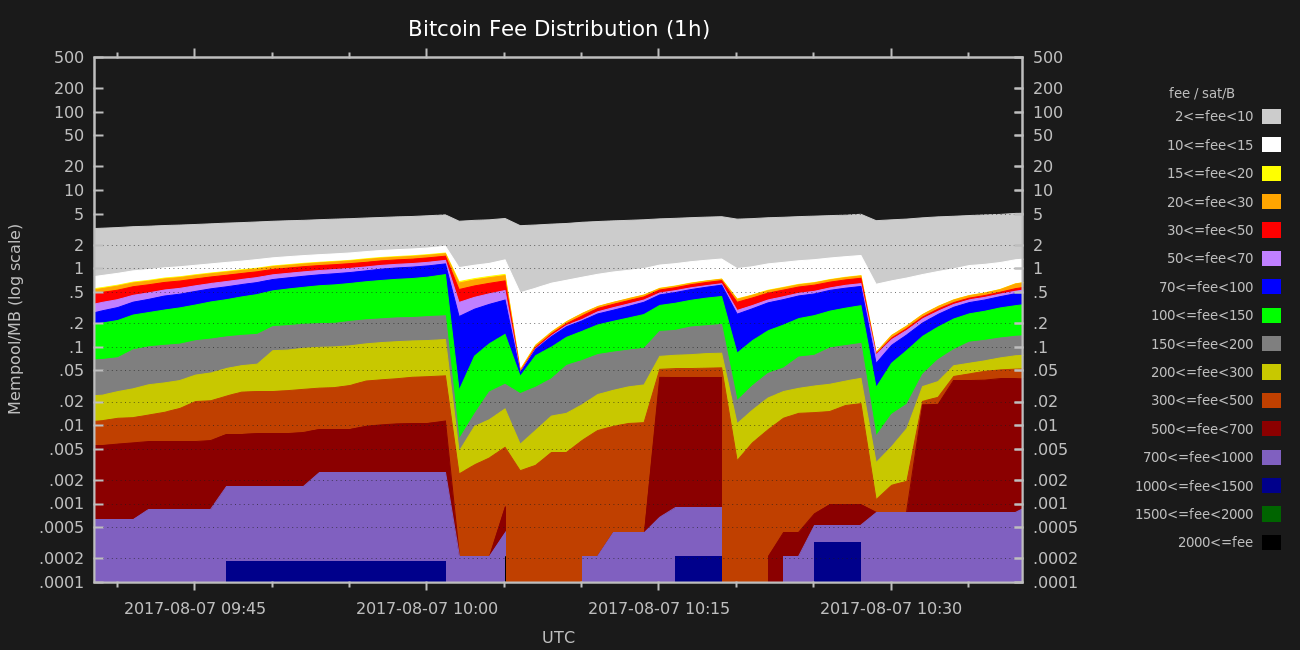 Bitcoin Fee Distribution (1h)
500 500
200 200
100 100
50 50
20 20
10 10
5 5
2 2
1 1
.5 .5
.2 .2
.1 .1
.05 .05
.02 .02
.01 .01
.005 .005
.002 .002
.001 .001
.0005 .0005
.0002 .0002
.0001 .0001
Mempool/MB (log scale)
2017-08-07 09:45 2017-08-07 10:00 2017-08-07 10:15 2017-08-07 10:30
UTC
fee / sat/B
2<=fee<10
10<=fee<15
15<=fee<20
20<=fee<30
30<=fee<50
50<=fee<70
70<=fee<100
100<=fee<150
150<=fee<200
200<=fee<300
300<=fee<500
500<=fee<700
700<=fee<1000
1000<=fee<1500
1500<=fee<2000
2000<=fee